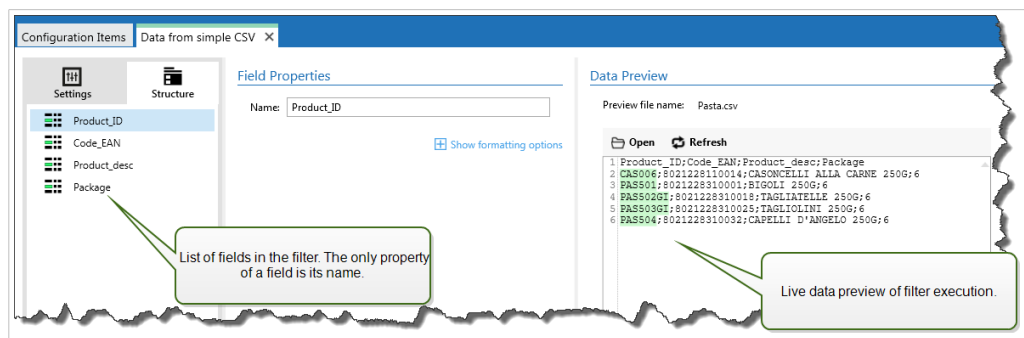 Configuration Items
Data from simple CSV
Settings
Structure
Product_ID
Code_EAN
Product_desc
Package
Field Properties
Name: Product_ID
Show formatting options
Data Preview
Preview file name: Pasta.csv
Open Refresh
1 Product_ID;Code_EAN;Product_desc;Package
2 CAS006;8021228110014;CASONCELLI ALLA CARNE 250G;6
3 PAS501;8021228310001;BIGOLI 250G;6
4 PAS502GI;8021228310018;TAGLIATELLE 250G;6
5 PAS503GI;8021228310025;TAGLIOLINI 250G;6
6 PAS504;8021228310032;CAPELLI D'ANGELO 250G;6
List of fields in the filter. The only property
of a field is its name.
Live data preview of filter execution.